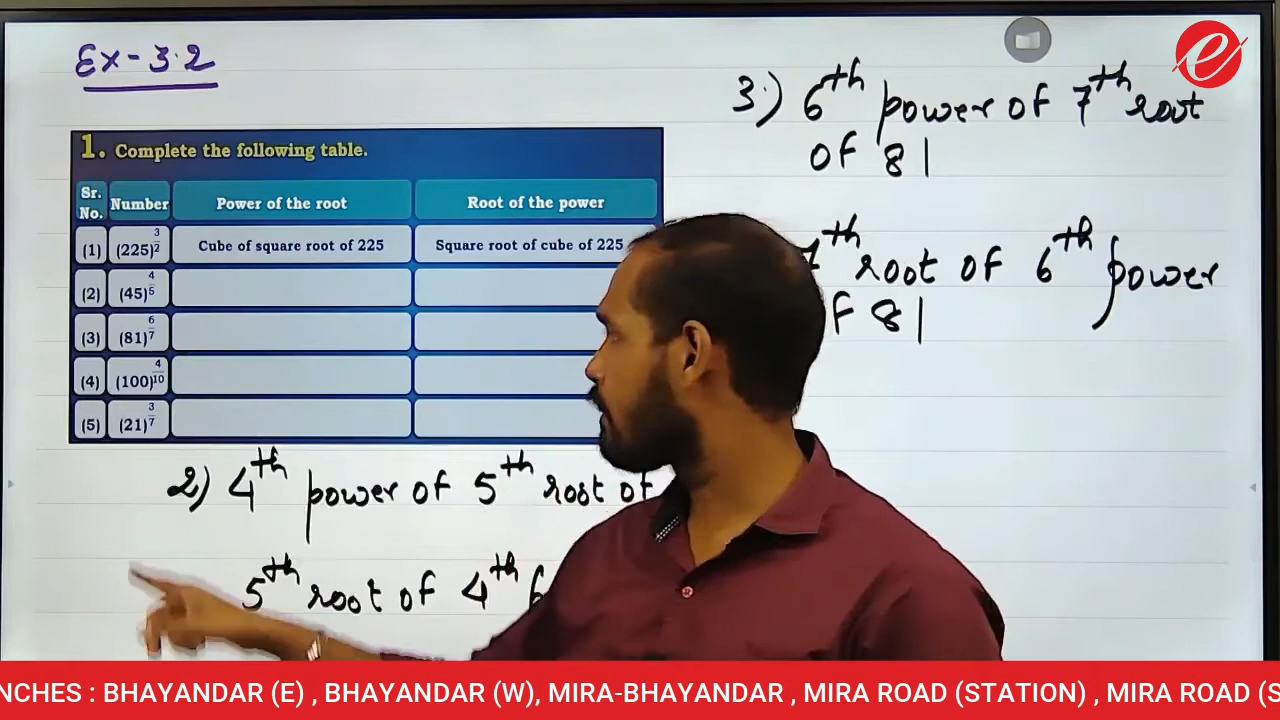 Ex-3.2
1. Complete the following table.
Sr. No. Number Power of the root Root of the power
(1) (225)^3/2 Cube of square root of 225 Square root of cube of 225
(2) (45)^4/5
(3) (81)^6/7
(4) (100)^4/10
(5) (21)^3/7
2) 4th power of 5th root of
5th root of 4th
3.) 6th power of 7th root
of 81
7th root of 6th power
of 81
NCHES : BHAYANDAR (E) , BHAYANDAR (W), MIRA-BHAYANDAR , MIRA ROAD (STATION) , MIRA ROAD (S